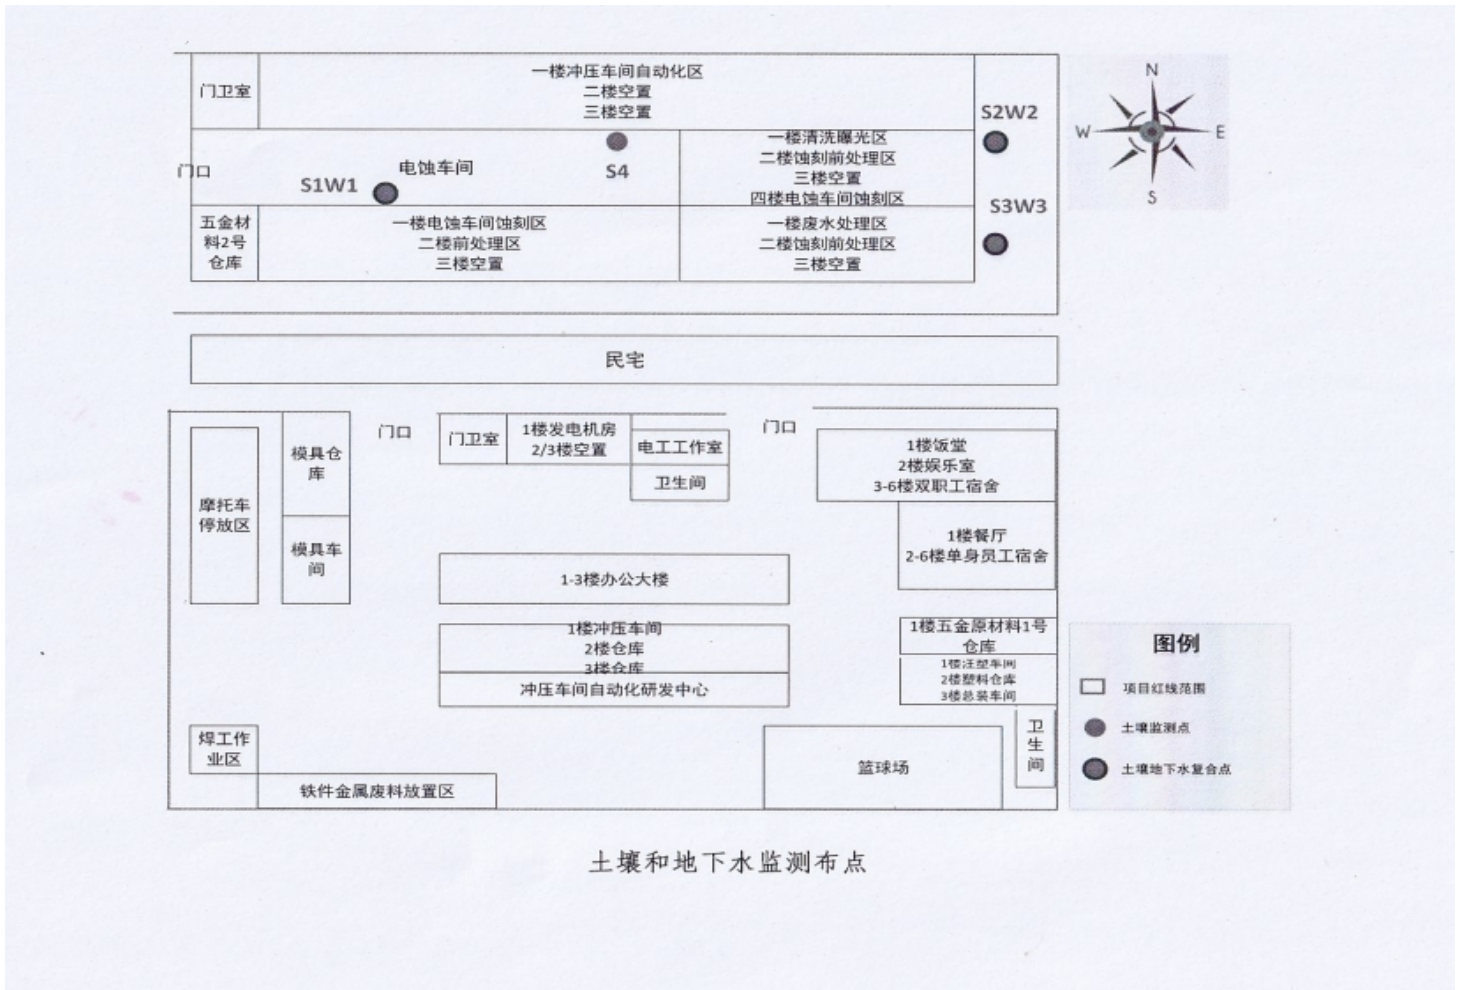 一楼冲压车间自动化区
二楼空置
三楼空置
门卫室
N
W
E
S
S2W2
门口
电蚀车间
S1W1
S4
一楼清洗曝光区
二楼蚀刻前处理区
三楼空置
四楼电蚀车间蚀刻区
S3W3
五金材
料2号
仓库
一楼电蚀车间蚀刻区
二楼前处理区
三楼空置
一楼废水处理区
二楼蚀刻前处理区
三楼空置
民宅
摩托车
停放区
模具仓
库
模具车
间
门口
门卫室
1楼发电机房
2/3楼空置
电工工作室
卫生间
门口
1楼饭堂
2楼娱乐室
3-6楼双职工宿舍
1楼餐厅
2-6楼单身员工宿舍
1-3楼办公大楼
1楼冲压车间
2楼仓库
3楼仓库
冲压车间自动化研发中心
1楼五金原材料1号
仓库
1楼注塑车间
2楼塑料仓库
3楼总装车间
卫
生
间
焊工作
业区
铁件金属废料放置区
篮球场
图例
项目红线范围
土壤监测点
土壤地下水复合点
土壤和地下水监测布点